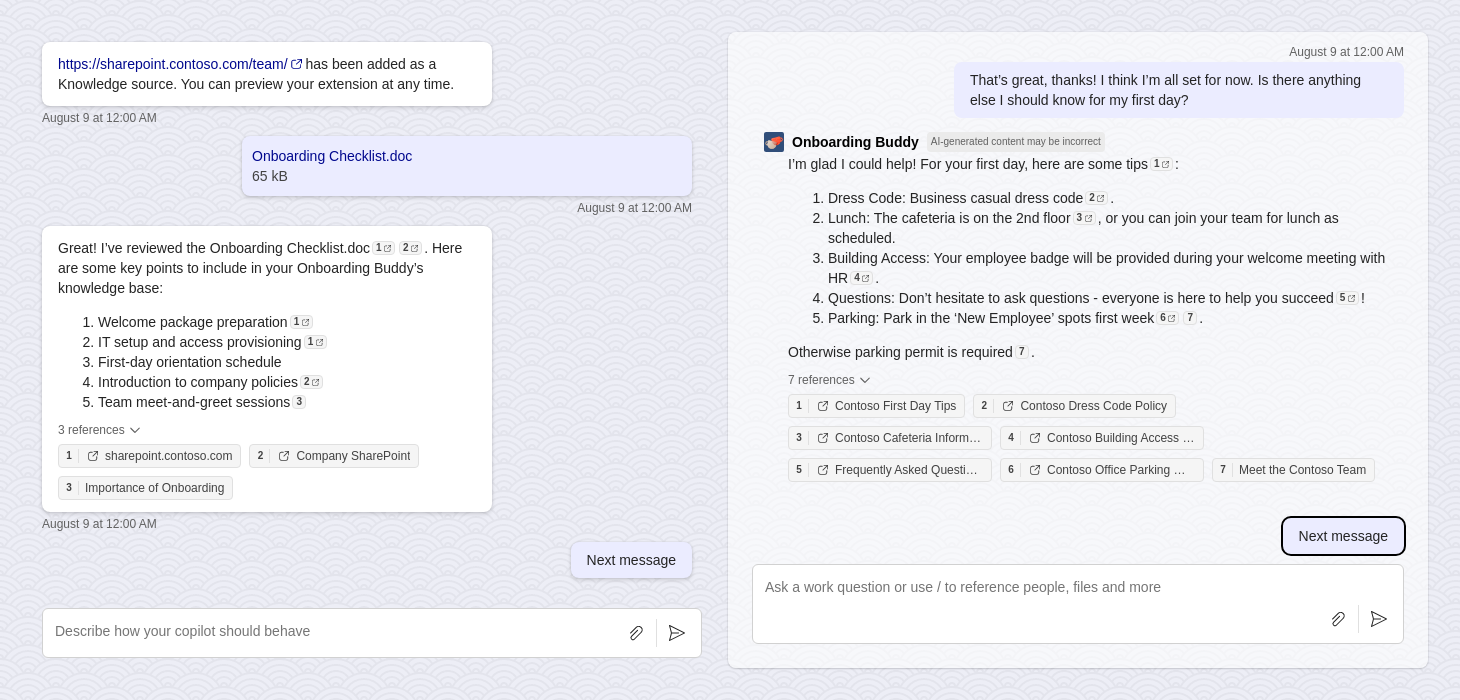 https://sharepoint.contoso.com/team/ has been added as a
Knowledge source. You can preview your extension at any time.
August 9 at 12:00 AM
Onboarding Checklist.doc
65 kB
August 9 at 12:00 AM
Great! I’ve reviewed the Onboarding Checklist.doc 1 2 . Here
are some key points to include in your Onboarding Buddy’s
knowledge base:
1. Welcome package preparation 1
2. IT setup and access provisioning 1
3. First-day orientation schedule
4. Introduction to company policies 2
5. Team meet-and-greet sessions 3
3 references
1 sharepoint.contoso.com 2 Company SharePoint
3 Importance of Onboarding
August 9 at 12:00 AM
Next message
Describe how your copilot should behave
August 9 at 12:00 AM
That’s great, thanks! I think I’m all set for now. Is there anything
else I should know for my first day?
Onboarding Buddy AI-generated content may be incorrect
I’m glad I could help! For your first day, here are some tips 1 :
1. Dress Code: Business casual dress code 2 .
2. Lunch: The cafeteria is on the 2nd floor 3 , or you can join your team for lunch as
scheduled.
3. Building Access: Your employee badge will be provided during your welcome meeting with
HR 4 .
4. Questions: Don’t hesitate to ask questions - everyone is here to help you succeed 5 !
5. Parking: Park in the ‘New Employee’ spots first week 6 7 .
Otherwise parking permit is required 7 .
7 references
1 Contoso First Day Tips 2 Contoso Dress Code Policy
3 Contoso Cafeteria Inform… 4 Contoso Building Access …
5 Frequently Asked Questi… 6 Contoso Office Parking … 7 Meet the Contoso Team
Next message
Ask a work question or use / to reference people, files and more